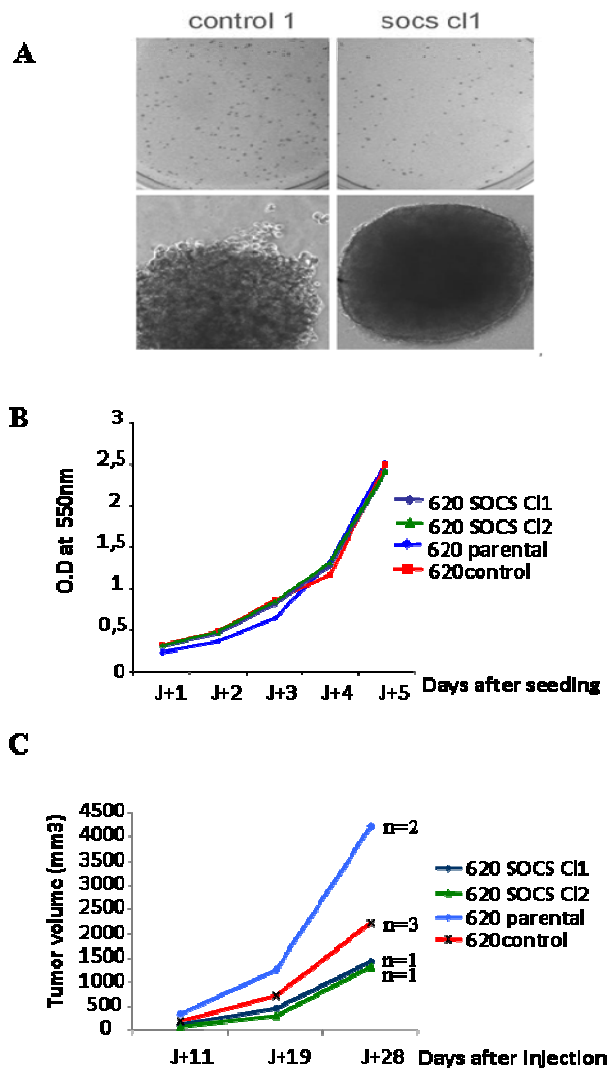 control 1
socs cl1
A
B
3
2,5
2
1,5
1
0,5
0
O.D at 550nm
620 SOCS Cl1
620 SOCS Cl2
620 parental
620control
J+1 J+2 J+3 J+4 J+5
Days after seeding
C
4500
4000
3500
3000
2500
2000
1500
1000
500
0
Tumor volume (mm3)
n=2
n=3
n=1
n=1
620 SOCS Cl1
620 SOCS Cl2
620 parental
620control
J+11 J+19 J+28
Days after injection